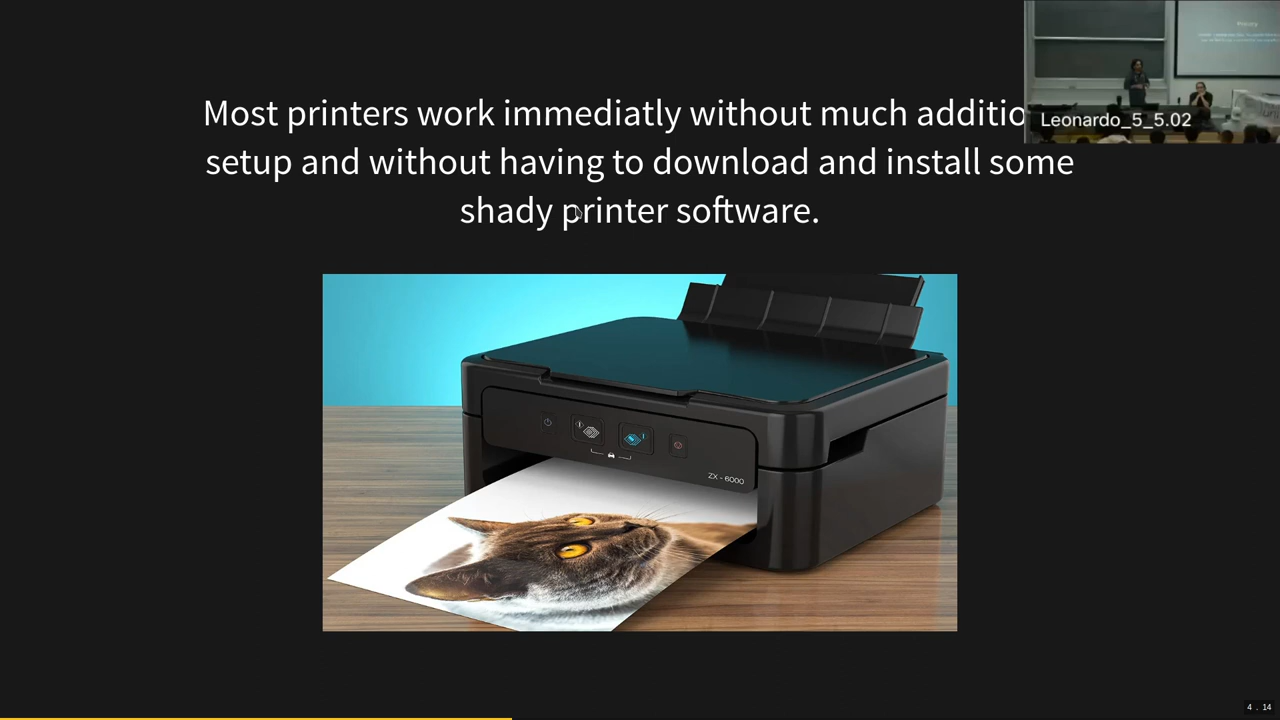 Most printers work immediatly without much additio
setup and without having to download and install some
shady printer software.
Leonardo_5_5.02
ZX - 6000
4 . 14